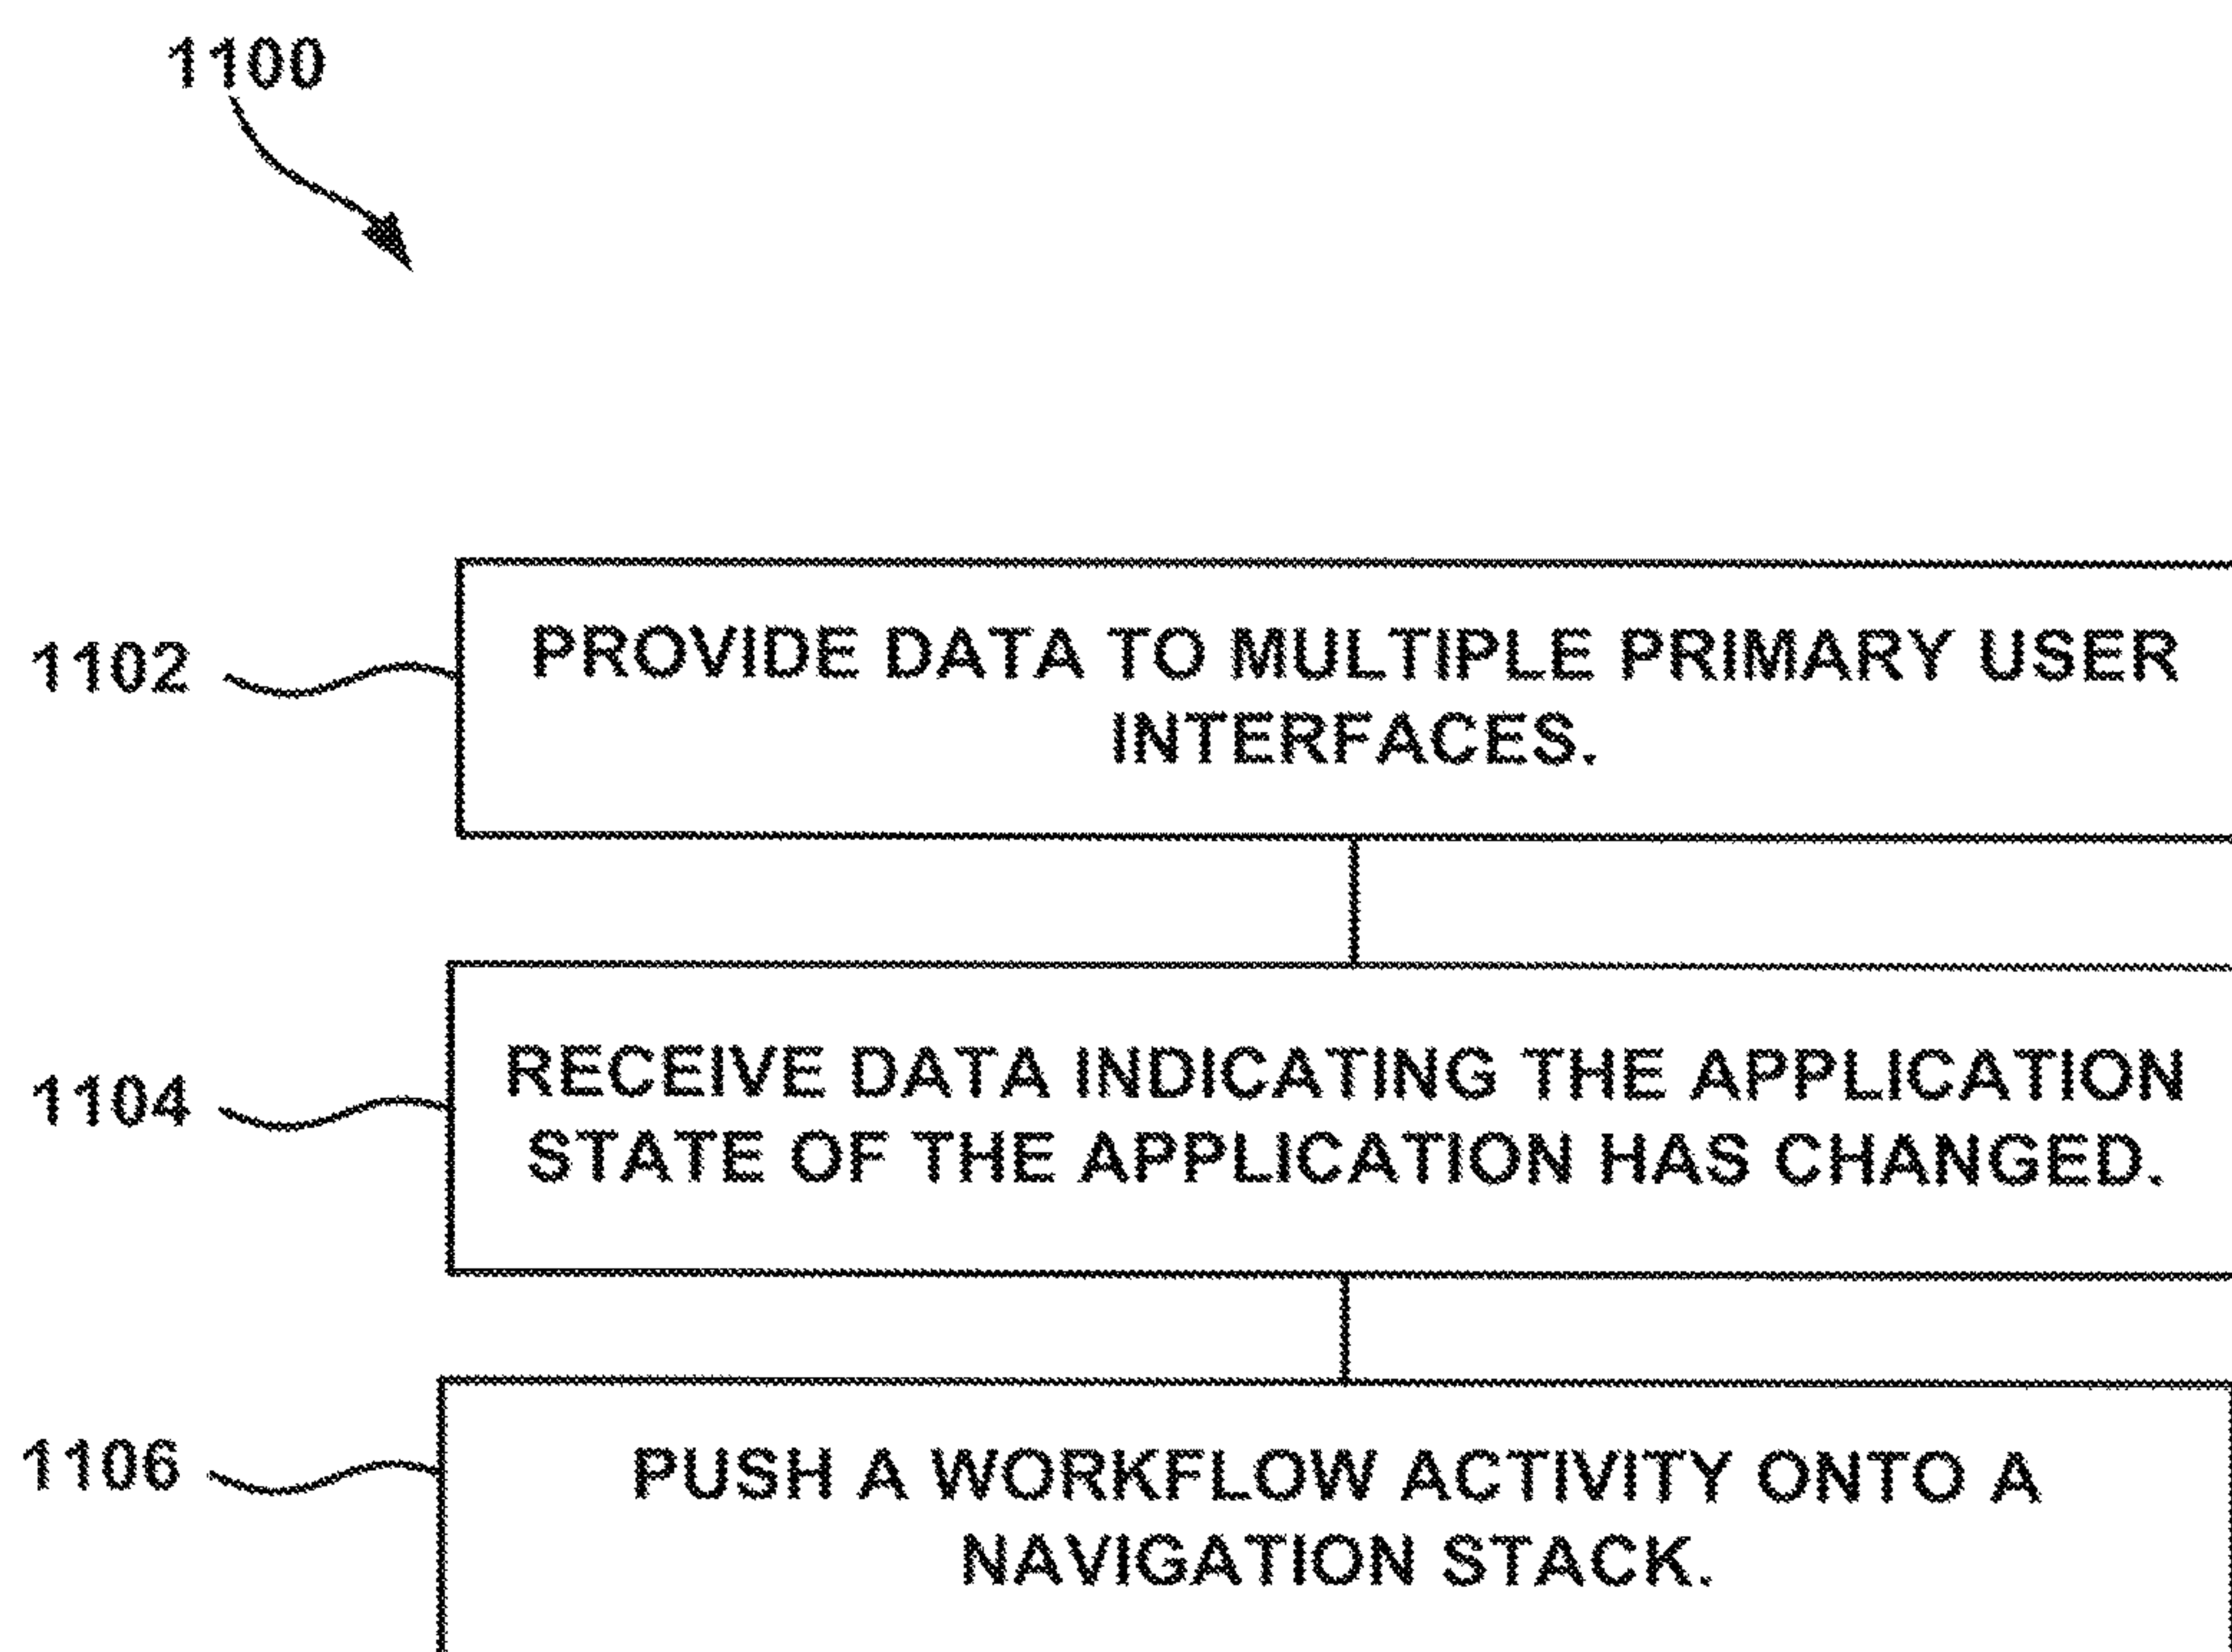 1100
1102
PROVIDE DATA TO MULTIPLE PRIMARY USER
INTERFACES.
1104
RECEIVE DATA INDICATING THE APPLICATION
STATE OF THE APPLICATION HAS CHANGED.
1106
PUSH A WORKFLOW ACTIVITY ONTO A
NAVIGATION STACK.